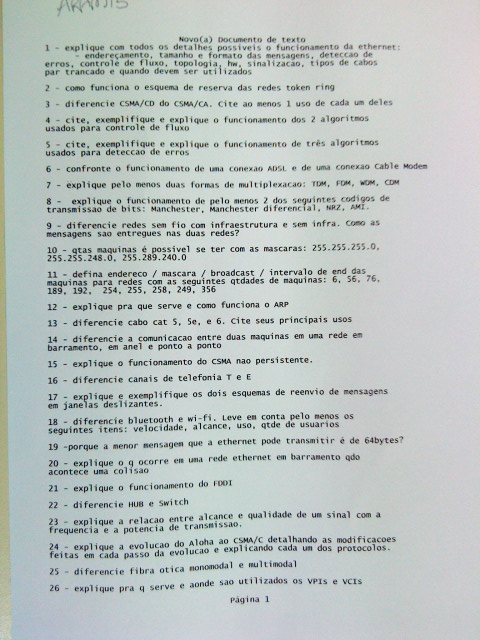 Novo(a) Documento de texto
1 - explique com todos os detalhes possiveis o funcionamento da ethernet:
- endereçamento, tamanho e formato das mensagens, deteccao de
erros, controle de fluxo, topologia, hw, sinalizacao, tipos de cabos
par trancado e quando devem ser utilizados
2 - como funciona o esquema de reserva das redes token ring
3 - diferencie CSMA/CD do CSMA/CA. Cite ao menos 1 uso de cada um deles
4 - cite, exemplifique e explique o funcionamento dos 2 algoritmos
usados para controle de fluxo
5 - cite, exemplifique e explique o funcionamento de três algoritmos
usados para deteccao de erros
6 - confronte o funcionamento de uma conexao ADSL e de uma conexao Cable Modem
7 - explique pelo menos duas formas de multiplexacao: TDM, FDM, WDM, CDM
8 - explique o funcionamento de pelo menos 2 dos seguintes codigos de
transmissao de bits: Manchester, Manchester diferencial, NRZ, AMI.
9 - diferencie redes sem fio com infraestrutura e sem infra. Como as
mensagens sao entregues nas duas redes?
10 - qtas maquinas é possivel se ter com as mascaras: 255.255.255.0,
255.255.248.0, 255.289.240.0
11 - defina endereco / mascara / broadcast / intervalo de end das
maquinas para redes com as seguintes qtdades de maquinas: 6, 56, 76,
189, 192, 254, 255, 258, 249, 356
12 - explique pra que serve e como funciona o ARP
13 - diferencie cabo cat 5, 5e, e 6. Cite seus principais usos
14 - diferencie a comunicacao entre duas maquinas em uma rede em
barramento, em anel e ponto a ponto
15 - explique o funcionamento do CSMA nao persistente.
16 - diferencie canais de telefonia T e E
17 - explique e exemplifique os dois esquemas de reenvio de mensagens
em janelas deslizantes.
18 - diferencie bluetooth e wi-fi. Leve em conta pelo menos os
seguintes itens: velocidade, alcance, uso, qtde de usuarios
19 -porque a menor mensagem que a ethernet pode transmitir é de 64bytes?
20 - explique o q ocorre em uma rede ethernet em barramento qdo
acontece uma colisao
21 - explique o funcionamento do FDDI
22 - diferencie HUB e Switch
23 - explique a relacao entre alcance e qualidade de um sinal com a
frequencia e a potencia de transmissao.
24 - explique a evolucao do Aloha ao CSMA/C detalhando as modificacoes
feitas em cada passo da evolucao e explicando cada um dos protocolos.
25 - diferencie fibra otica monomodal e multimodal
26 - explique pra q serve e aonde sao utilizados os VPIs e VCIs
Página 1